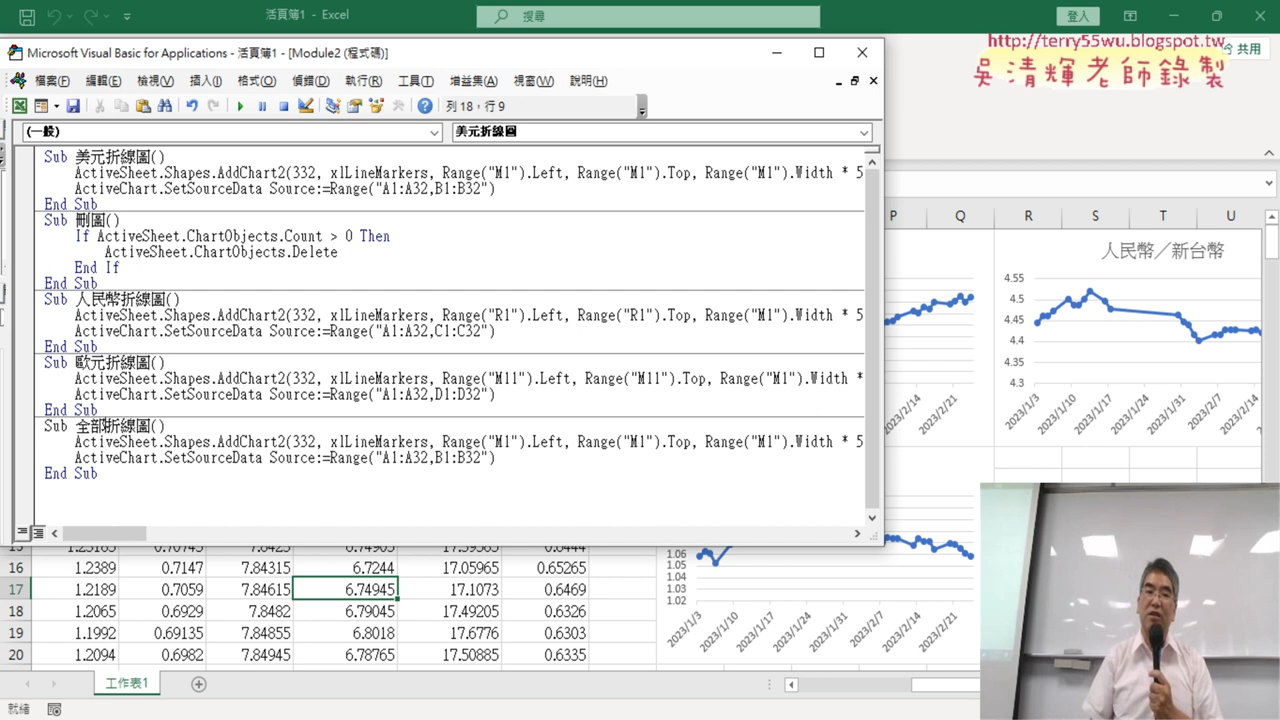 活頁簿1 - Excel
搜尋
登入
http://terry55wu.blogspot.tw
共用
吳清輝老師錄製
Microsoft Visual Basic for Applications - 活頁簿1 - [Module2 (程式碼)]
檔案(F) 編輯(E) 檢視(V) 插入(I) 格式(O) 偵錯(D) 執行(R) 工具(T) 增益集(A) 視窗(W) 說明(H)
列 18，行 9
(一般) 美元折線圖
Sub 美元折線圖()
ActiveSheet.Shapes.AddChart2(332, xlLineMarkers, Range("M1").Left, Range("M1").Top, Range("M1").Width * 5
ActiveChart.SetSourceData Source:=Range("A1:A32,B1:B32")
End Sub
Sub 刪圖()
If ActiveSheet.ChartObjects.Count > 0 Then
ActiveSheet.ChartObjects.Delete
End If
End Sub
Sub 人民幣折線圖()
ActiveSheet.Shapes.AddChart2(332, xlLineMarkers, Range("R1").Left, Range("R1").Top, Range("M1").Width * 5
ActiveChart.SetSourceData Source:=Range("A1:A32,C1:C32")
End Sub
Sub 歐元折線圖()
ActiveSheet.Shapes.AddChart2(332, xlLineMarkers, Range("M11").Left, Range("M11").Top, Range("M1").Width *
ActiveChart.SetSourceData Source:=Range("A1:A32,D1:D32")
End Sub
Sub 全部折線圖()
ActiveSheet.Shapes.AddChart2(332, xlLineMarkers, Range("M1").Left, Range("M1").Top, Range("M1").Width * 5
ActiveChart.SetSourceData Source:=Range("A1:A32,B1:B32")
End Sub
P Q R S T U
人民幣／新台幣
4.55
4.5
4.45
4.4
4.35
4.3
2023/1/3 2023/1/10 2023/1/17 2023/1/24 2023/1/31 2023/2/7 2023/2/14
2023/2/14 2023/2/21
1.06
1.05
1.04
1.03
1.02
2023/1/3 2023/1/10 2023/1/17 2023/1/24 2023/1/31 2023/2/7 2023/2/14 2023/2/21
16 1.2389 0.7147 7.84515 6.7244 17.05965 0.65265
17 1.2189 0.7059 7.84615 6.74945 17.1073 0.6469
18 1.2065 0.6929 7.8482 6.79045 17.49205 0.6326
19 1.1992 0.69135 7.84855 6.8018 17.6776 0.6303
20 1.2094 0.6982 7.84945 6.78765 17.50885 0.6335
工作表1
就緒